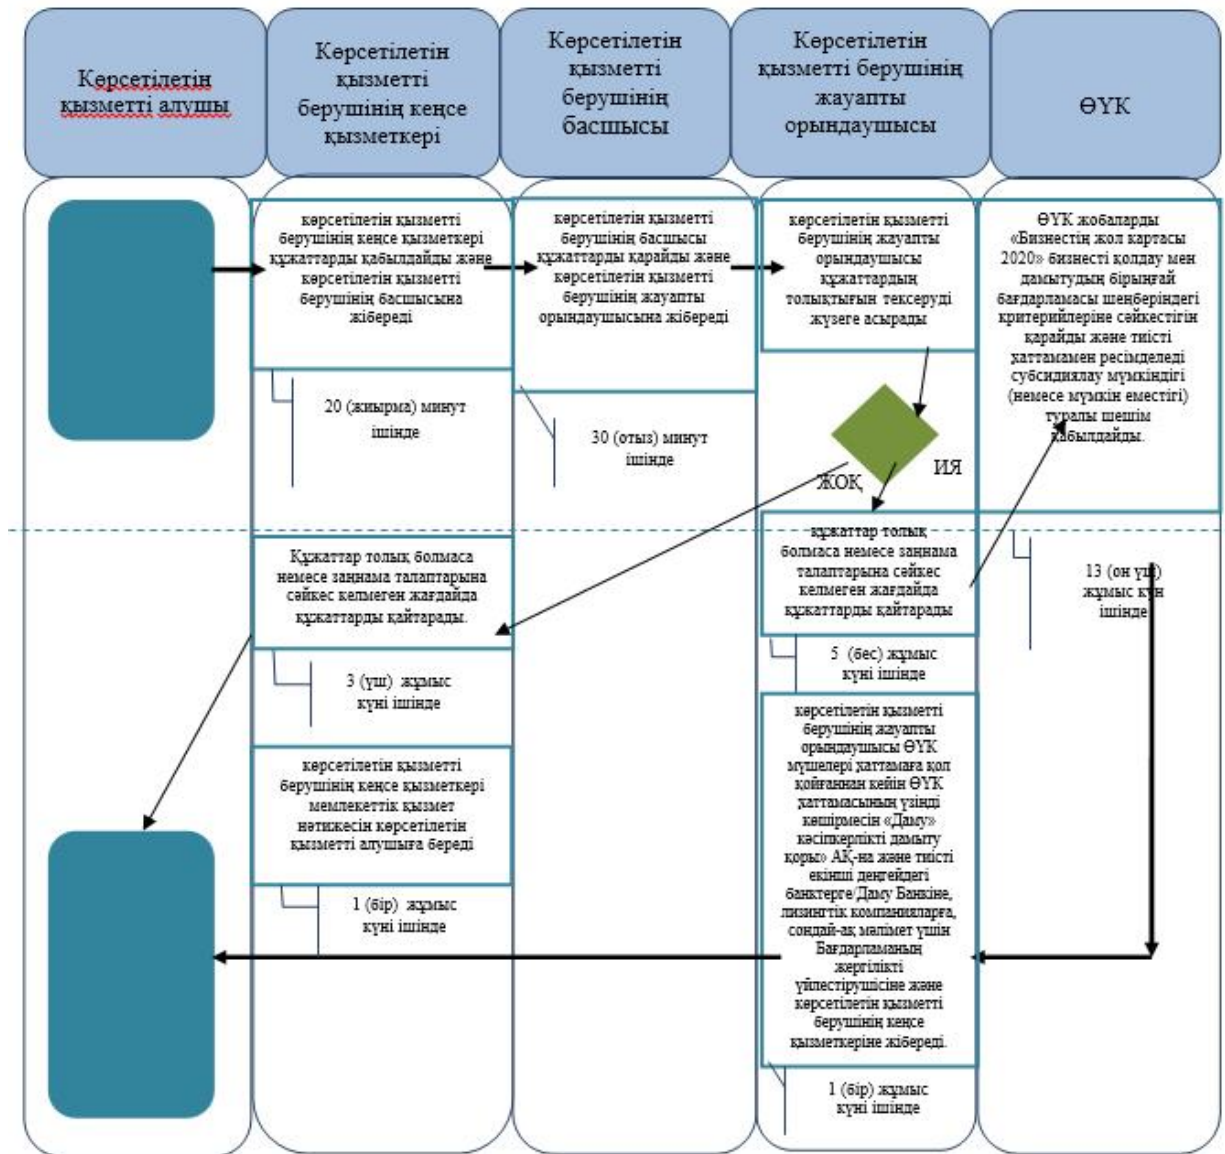 Көрсетілетін
қызметті алушы
Көрсетілетін
қызметті
берушінің кеңсе
қызметкері
Көрсетілетін
қызметті
берушінің
басшысы
Көрсетілетін
қызметті берушінің
жауапты
орындаушысы
ӨҮК
көрсетілетін қызметті
берушінің кеңсе қызметкері
құжаттарды қабылдайды және
көрсетілетін қызметті
берушінің басшысына
жібереді
20 (жиырма) минут
ішінде
көрсетілетін қызметті
берушінің басшысы
құжаттарды қарайды және
көрсетілетін қызметті
берушінің жауапты
орындаушысына жібереді
30 (отыз) минут
ішінде
көрсетілетін қызметті
берушінің жауапты
орындаушысы
құжаттардың
толықтығын тексеруді
жүзеге асырады
ӨҮК жобаларды
«Бизнестің жол картасы
2020» бизнесті қолдау мен
дамытудың бірыңғай
бағдарламасы шеңберіндегі
критерийлеріне сәйкестігін
қарайды және тиісті
хаттамамен ресімделеді
субсидиялау мүмкіндігі
(немесе мүмкін еместігі)
туралы шешім
қабылдайды.
ЖОҚ
ИЯ
Құжаттар толық болмаса
немесе заңнама талаптарына
сәйкес келмеген жағдайда
құжаттарды қайтарады.
3 (үш) жұмыс
күні ішінде
құжаттар толық
болмаса немесе заңнама
талаптарына сәйкес
келмеген жағдайда
құжаттарды қайтарады
5 (бес) жұмыс
күні ішінде
13 (он үш)
жұмыс күн
ішінде
көрсетілетін қызметті
берушінің кеңсе қызметкері
мемлекеттік қызмет
нәтижесін көрсетілетін
қызметті алушыға береді
1 (бір) жұмыс
күні ішінде
көрсетілетін қызметті
берушінің жауапты
орындаушысы ӨҮК
мүшелері хаттамаға қол
қойғаннан кейін ӨҮК
хаттамасының үзінді
көшірмесін «Даму»
кәсіпкерлікті дамыту
қоры» АҚ-на және тиісті
екінші деңгейдегі
банктерге/Даму Банкіне,
лизингтік компанияларға,
сондай-ақ мәлімет үшін
Бағдарламаның
жергілікті
үйлестірушісіне және
көрсетілетін қызметті
берушінің кеңсе
қызметкеріне жібереді.
1 (бір) жұмыс
күні ішінде